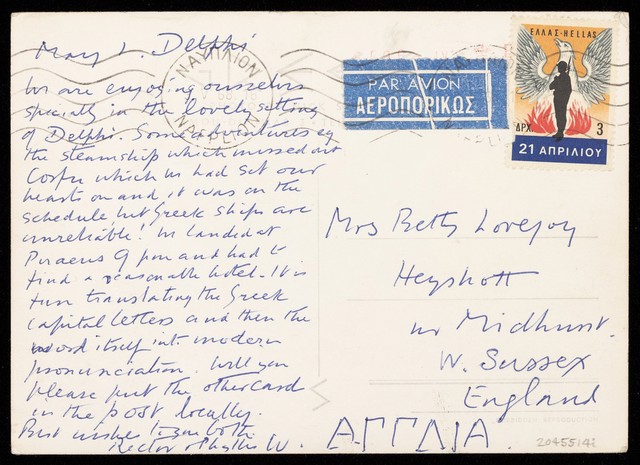 May 2. Delphi
We are enjoying ourselves
specially in the lovely setting
of Delphi. Some adventures eg
the steamship which missed out
Corfu which we had set our
hearts on and it was on the
schedule but Greek ships are
unreliable! We landed at
Piraeus 9 pm and had to
find a reasonable hotel. It is
fun translating the Greek
capital letters and then the
word itself into modern
pronunciation. Will you
please put the other card
in the post locally.
Best wishes to you both
Phyllis W.
ΝΑΥΠΛΙΟΝ
NAFPLION
PAR AVION
ΑΕΡΟΠΟΡΙΚΩΣ
ΕΛΛΑΣ-HELLAS
ΔΡΧ. 3
21 ΑΠΡΙΛΙΟΥ
Mrs Betty Lovejoy
Heyshott
nr Midhurst.
W. Sussex
England
ΑΓΓΛΙΑ.
20455142